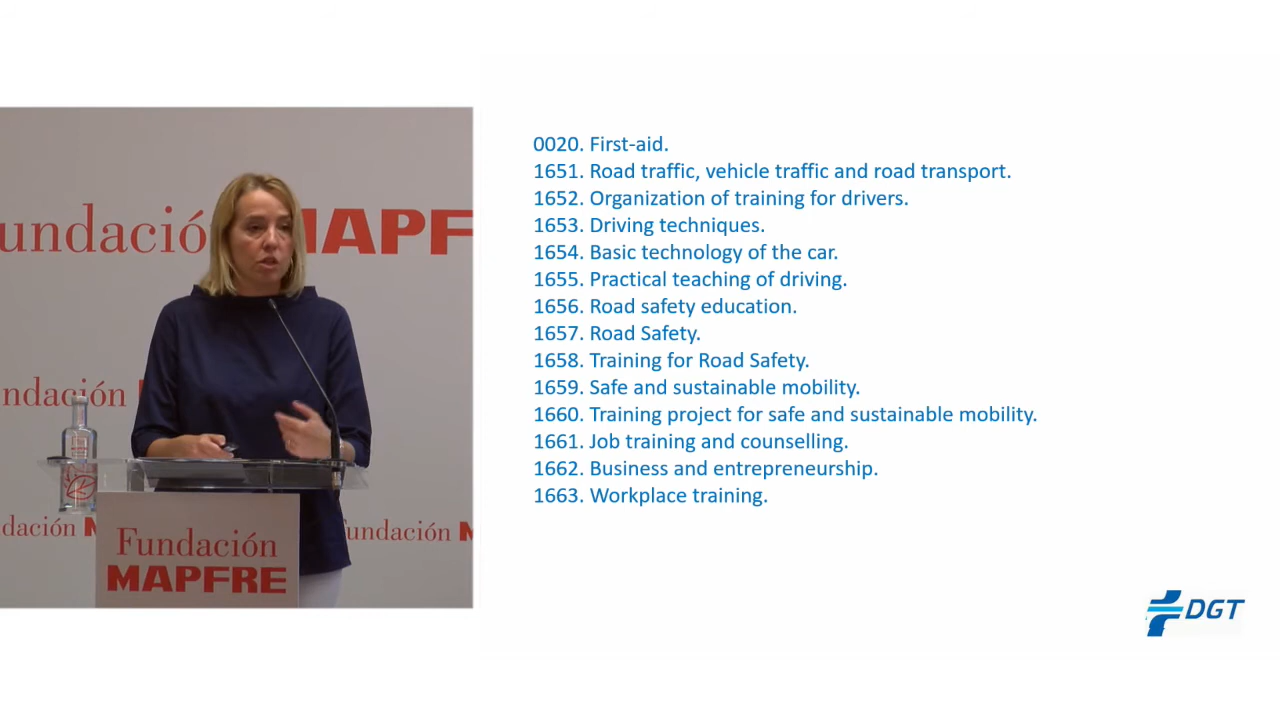 undació MAPF
ndación
dación M
undación M
Fundación
MAPFRE
0020. First-aid.
1651. Road traffic, vehicle traffic and road transport.
1652. Organization of training for drivers.
1653. Driving techniques.
1654. Basic technology of the car.
1655. Practical teaching of driving.
1656. Road safety education.
1657. Road Safety.
1658. Training for Road Safety.
1659. Safe and sustainable mobility.
1660. Training project for safe and sustainable mobility.
1661. Job training and counselling.
1662. Business and entrepreneurship.
1663. Workplace training.
DGT